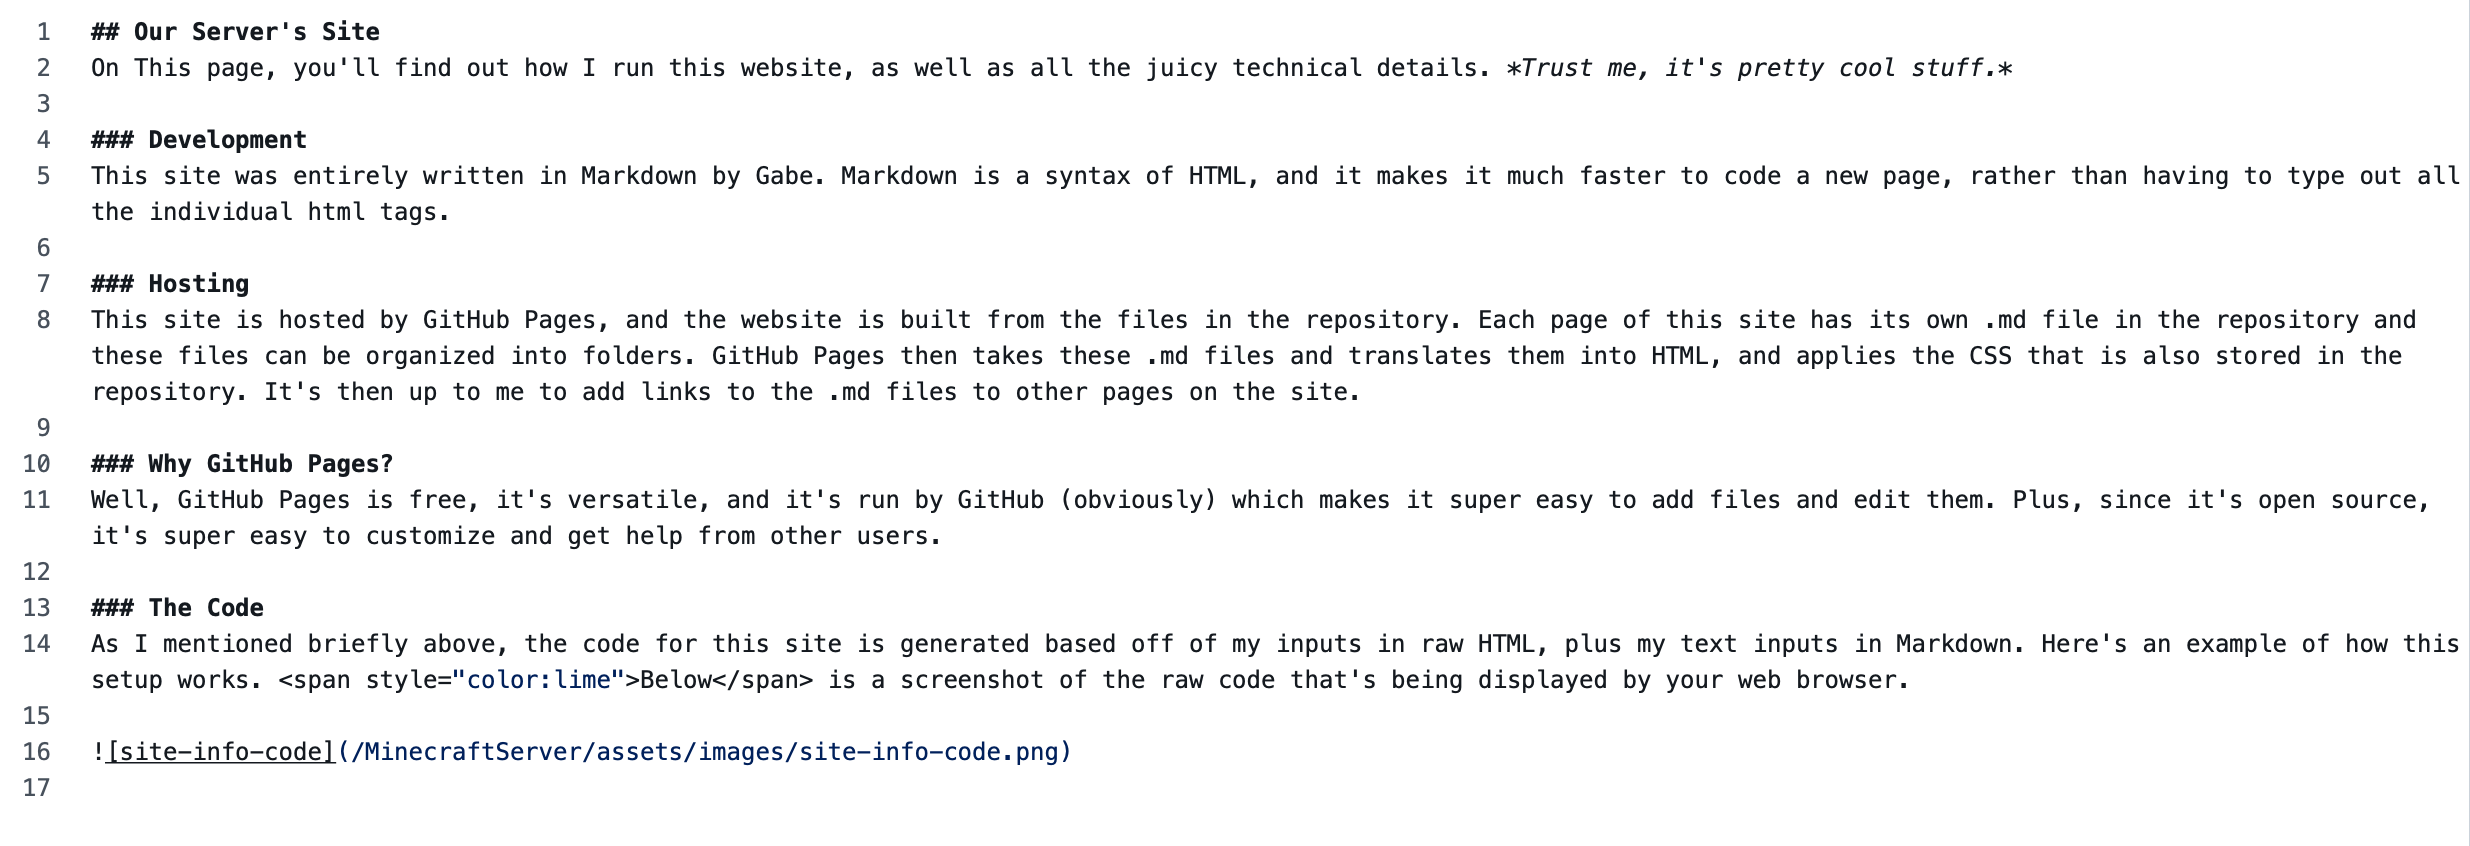 1 ## Our Server's Site
2 On This page, you'll find out how I run this website, as well as all the juicy technical details. *Trust me, it's pretty cool stuff.*
3
4 ### Development
5 This site was entirely written in Markdown by Gabe. Markdown is a syntax of HTML, and it makes it much faster to code a new page, rather than having to type out all
the individual html tags.
6
7 ### Hosting
8 This site is hosted by GitHub Pages, and the website is built from the files in the repository. Each page of this site has its own .md file in the repository and
these files can be organized into folders. GitHub Pages then takes these .md files and translates them into HTML, and applies the CSS that is also stored in the
repository. It's then up to me to add links to the .md files to other pages on the site.
9
10 ### Why GitHub Pages?
11 Well, GitHub Pages is free, it's versatile, and it's run by GitHub (obviously) which makes it super easy to add files and edit them. Plus, since it's open source,
it's super easy to customize and get help from other users.
12
13 ### The Code
14 As I mentioned briefly above, the code for this site is generated based off of my inputs in raw HTML, plus my text inputs in Markdown. Here's an example of how this
setup works. <span style="color:lime">Below</span> is a screenshot of the raw code that's being displayed by your web browser.
15
16 ![site-info-code](/MinecraftServer/assets/images/site-info-code.png)
17